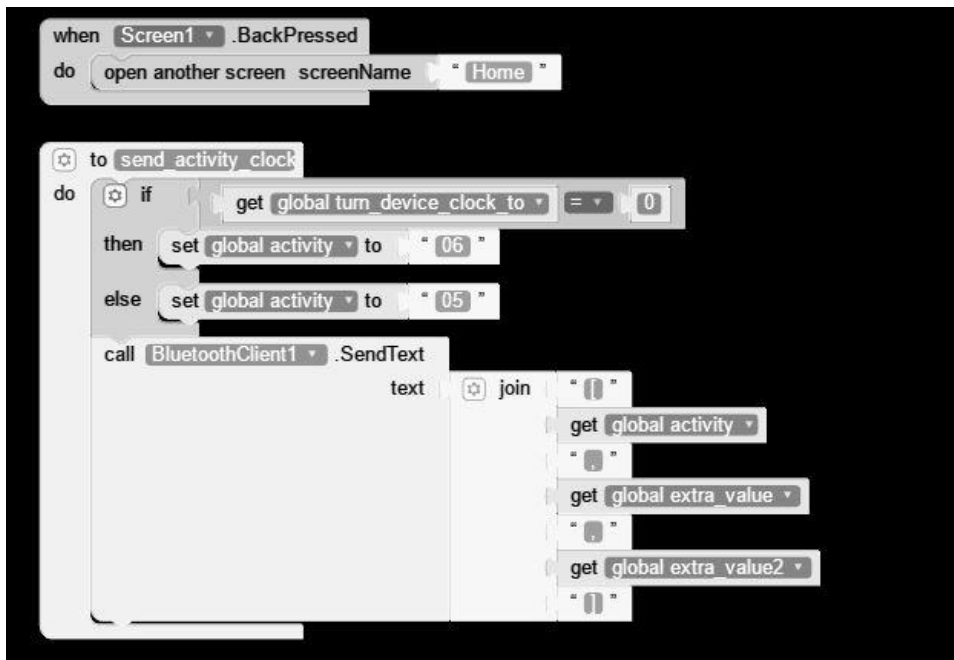 when Screen1 .BackPressed
do open another screen screenName " Home "
to send_activity_clock
do if get global turn_device_clock_to = 0
then set global activity to " 06 "
else set global activity to " 05 "
call BluetoothClient1 .SendText
text join " [ "
get global activity
" , "
get global extra_value
" , "
get global extra_value2
" ] "